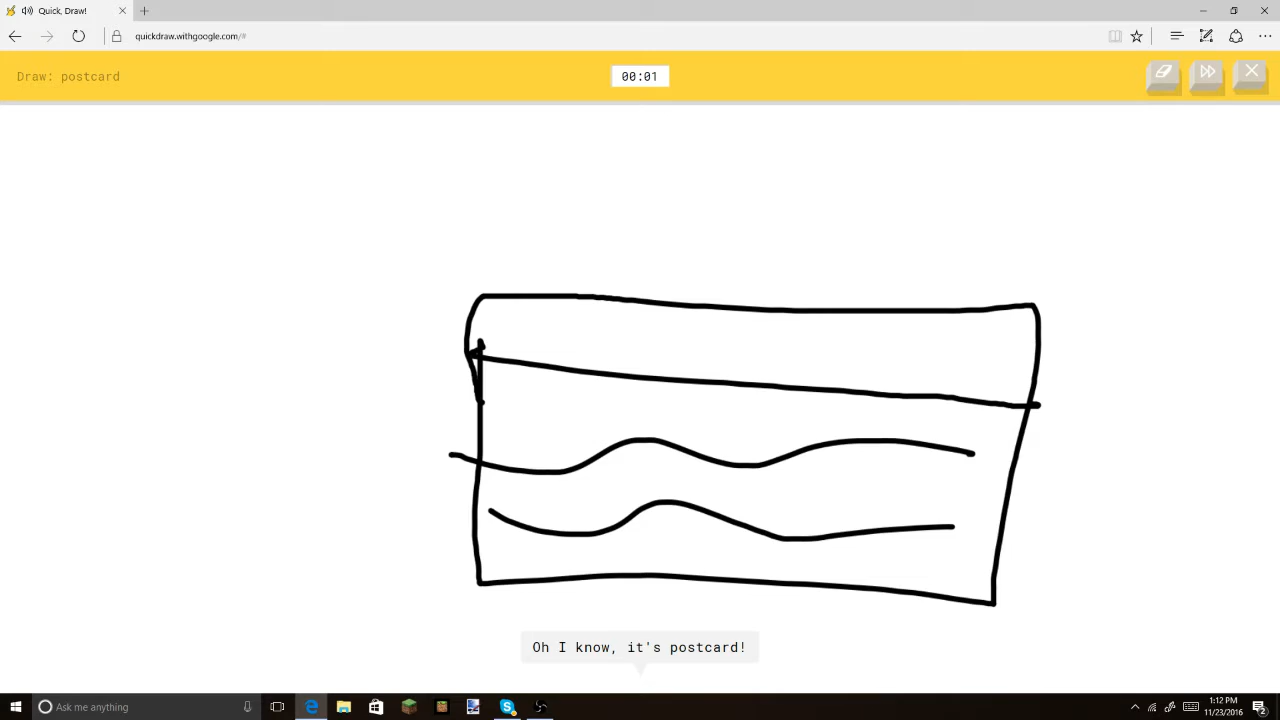 Quick, Draw!
quickdraw.withgoogle.com/#
Draw: postcard
00:01
Oh I know, it's postcard!
Ask me anything
1:12 PM
11/23/2016
2